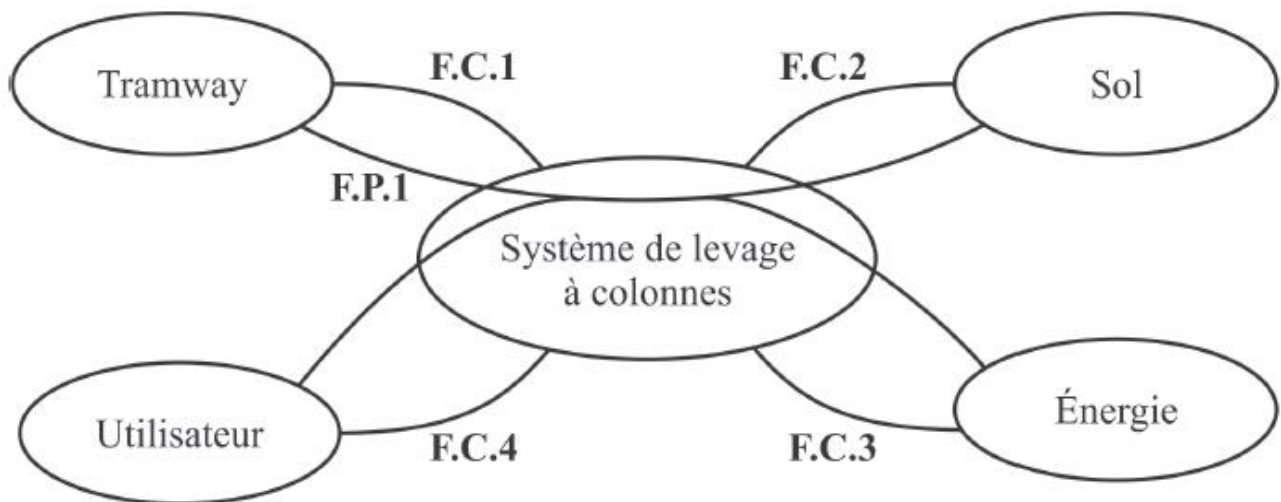 F.C.1
F.C.2
Tramway
Sol
F.P.1
Système de levage
à colonnes
Utilisateur
Énergie
F.C.4
F.C.3